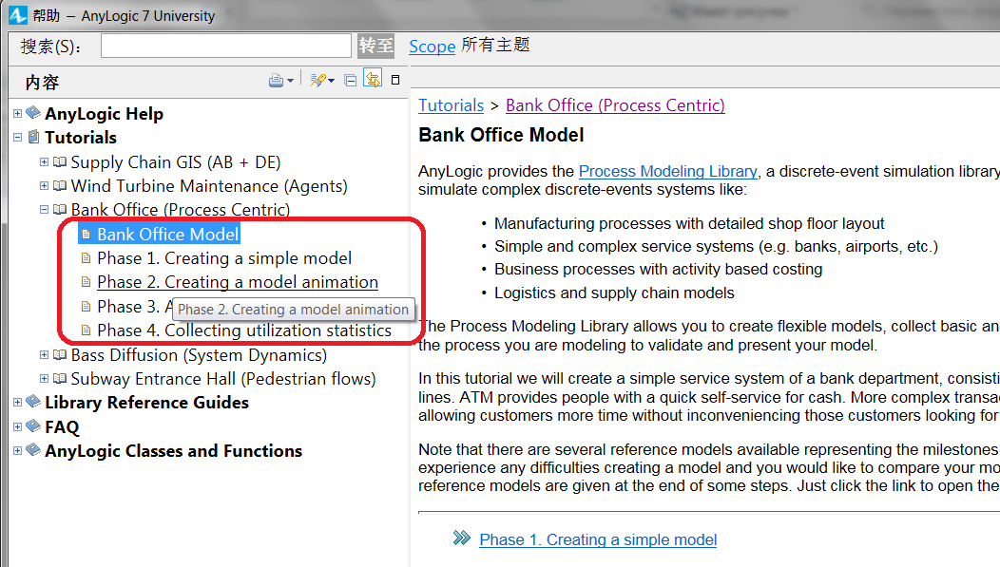 帮助 – AnyLogic 7 University
搜索(S):
转至
Scope 所有主题
内容
AnyLogic Help
Tutorials
Supply Chain GIS (AB + DE)
Wind Turbine Maintenance (Agents)
Bank Office (Process Centric)
Bank Office Model
Phase 1. Creating a simple model
Phase 2. Creating a model animation
Phase 3. A
Phase 2. Creating a model animation
Phase 4. Collecting utilization statistics
Bass Diffusion (System Dynamics)
Subway Entrance Hall (Pedestrian flows)
Library Reference Guides
FAQ
AnyLogic Classes and Functions
Tutorials > Bank Office (Process Centric)
Bank Office Model
AnyLogic provides the Process Modeling Library, a discrete-event simulation library
simulate complex discrete-events systems like:
• Manufacturing processes with detailed shop floor layout
• Simple and complex service systems (e.g. banks, airports, etc.)
• Business processes with activity based costing
• Logistics and supply chain models
The Process Modeling Library allows you to create flexible models, collect basic an
the process you are modeling to validate and present your model.
In this tutorial we will create a simple service system of a bank department, consisti
lines. ATM provides people with a quick self-service for cash. More complex transac
allowing customers more time without inconveniencing those customers looking for
Note that there are several reference models available representing the milestones
experience any difficulties creating a model and you would like to compare your mo
reference models are given at the end of some steps. Just click the link to open the
Phase 1. Creating a simple model